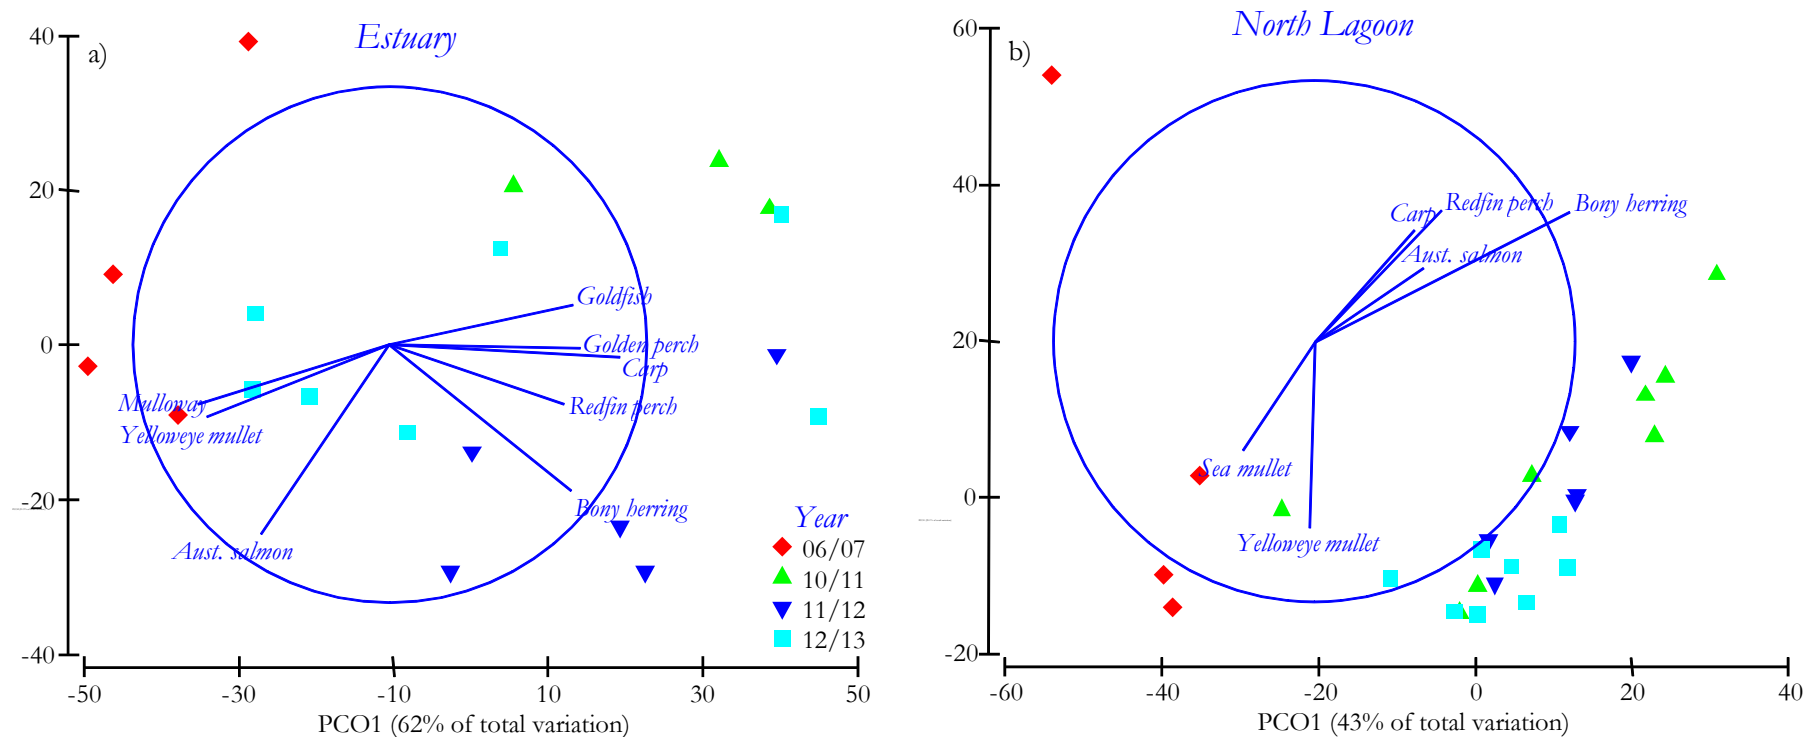 Estuary
a)
40
20
0
-20
-40
Goldfish
Golden perch
Carp
Redfin perch
Bony herring
Mulloway
Yelloweye mullet
Aust. salmon
Year
06/07
10/11
11/12
12/13
-50 -30 -10 10 30 50
PCO1 (62% of total variation)
North Lagoon
b)
60
40
20
0
-20
Carp
Redfin perch
Bony herring
Aust. salmon
Sea mullet
Yelloweye mullet
-60 -40 -20 0 20 40
PCO1 (43% of total variation)